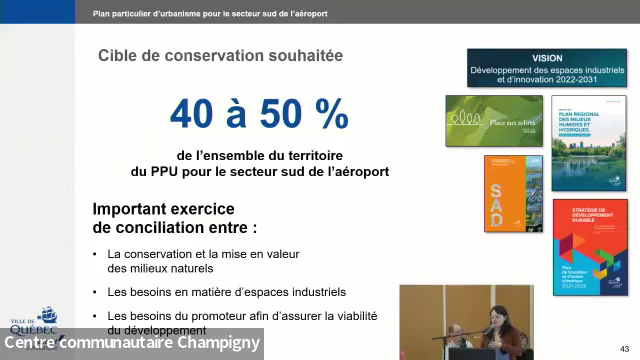 Plan particulier d'urbanisme pour le secteur sud de l'aéroport
Cible de conservation souhaitée
40 à 50 %
de l'ensemble du territoire
du PPU pour le secteur sud de l'aéroport
Important exercice
de conciliation entre :
• La conservation et la mise en valeur
des milieux naturels
• Les besoins en matière d'espaces industriels
• Les besoins du promoteur afin d'assurer la viabilité
du développement
VISION
Développement des espaces industriels
et d'innovation 2022-2031
Place aux arbres
PLAN RÉGIONAL
DES MILIEUX
HUMIDES ET
HYDRIQUES
SAD
STRATÉGIE DE
DÉVELOPPEMENT
DURABLE
Plan
de transition
et d'action
climatique
2021-2025
VILLE DE
QUÉBEC
Centre communautaire Champigny
43